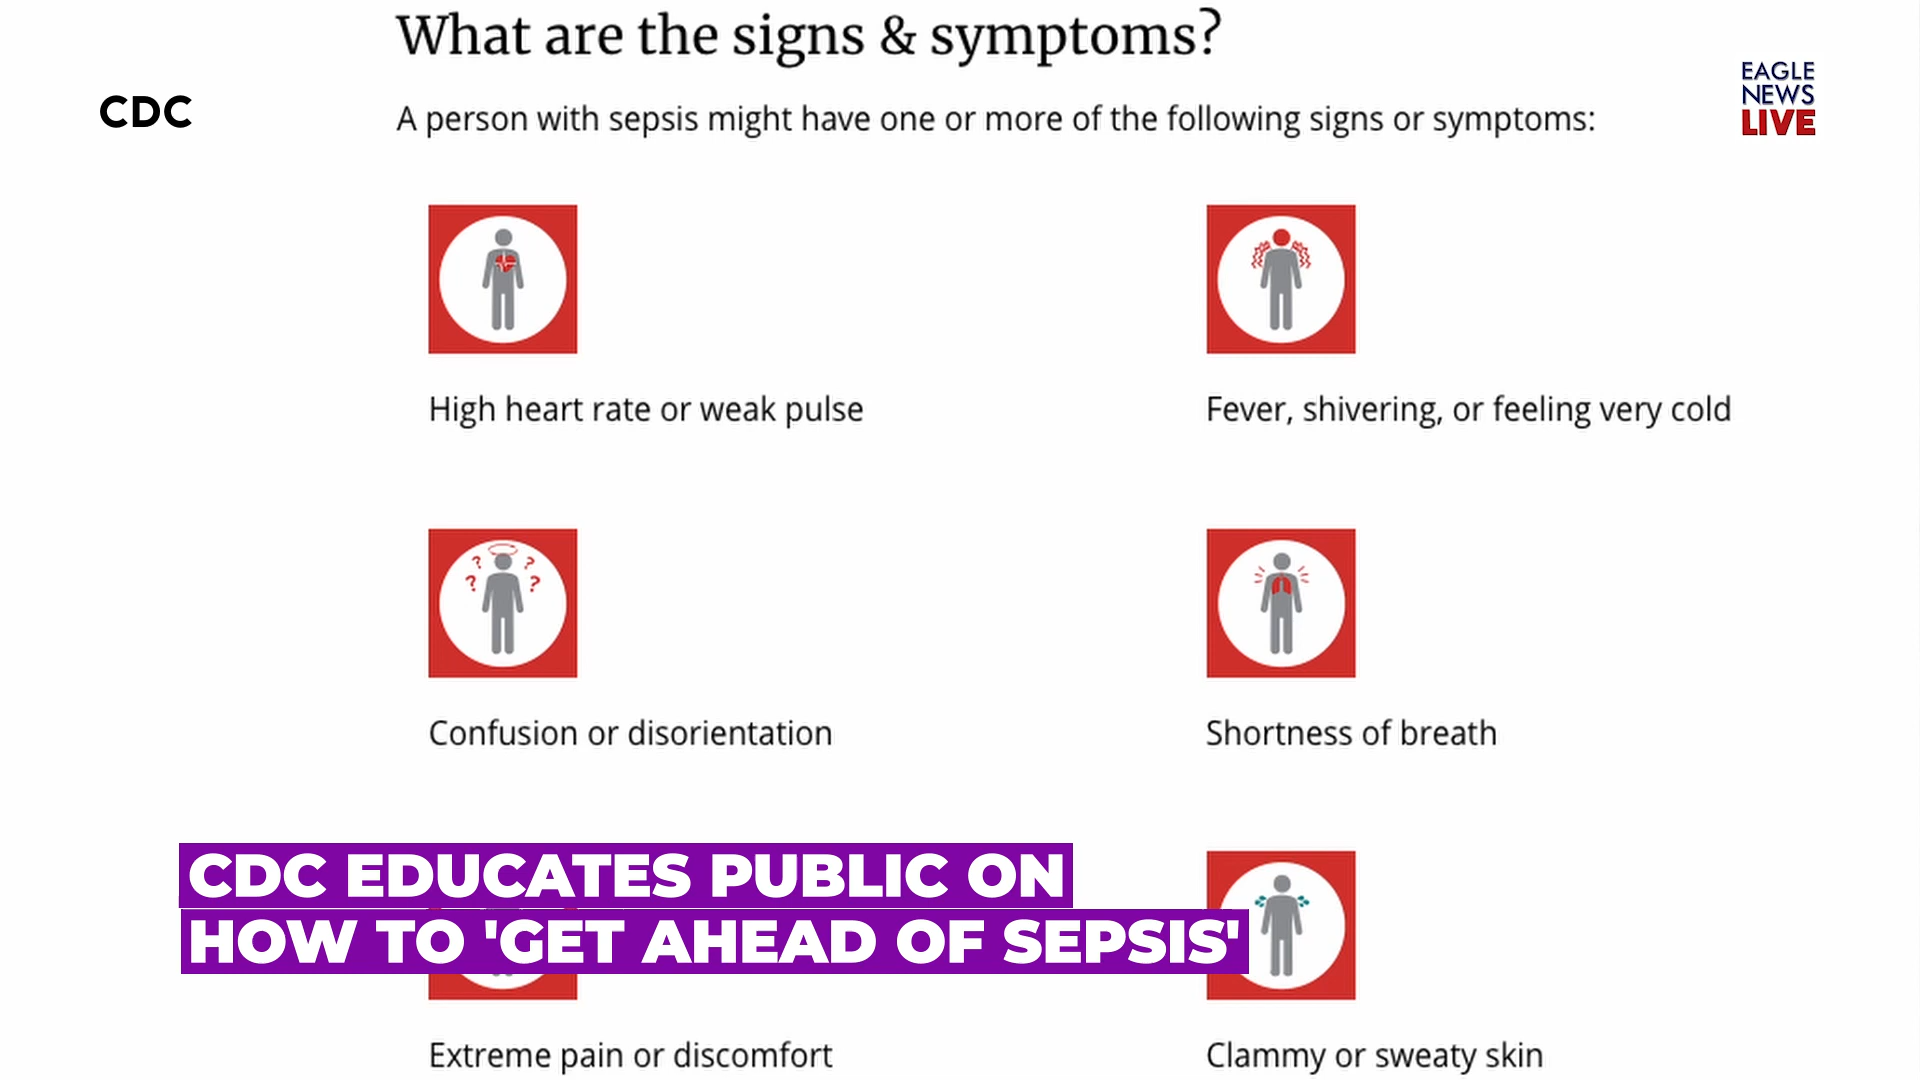 What are the signs & symptoms?
CDC
A person with sepsis might have one or more of the following signs or symptoms:
EAGLE
NEWS
LIVE
High heart rate or weak pulse
Fever, shivering, or feeling very cold
? ?
? ?
Confusion or disorientation
Shortness of breath
CDC EDUCATES PUBLIC ON
HOW TO 'GET AHEAD OF SEPSIS'
Extreme pain or discomfort
Clammy or sweaty skin